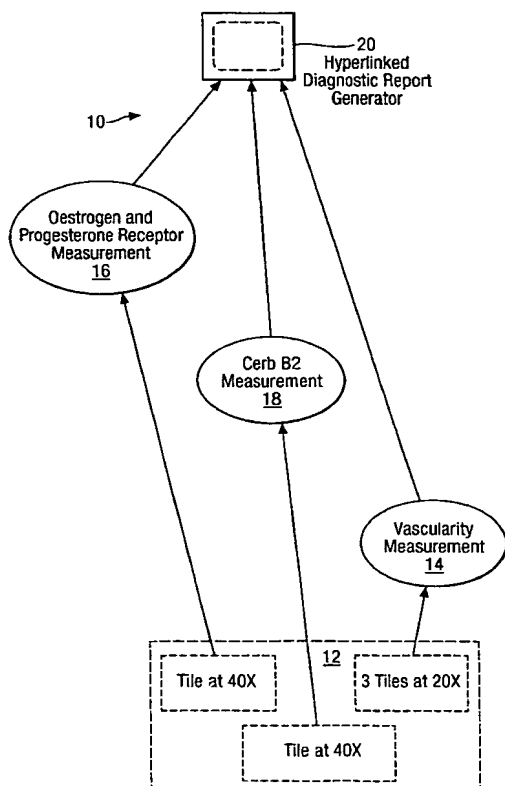 20
Hyperlinked
Diagnostic Report
Generator
10
Oestrogen and
Progesterone Receptor
Measurement
16
Cerb B2
Measurement
18
Vascularity
Measurement
14
12
Tile at 40X
3 Tiles at 20X
Tile at 40X